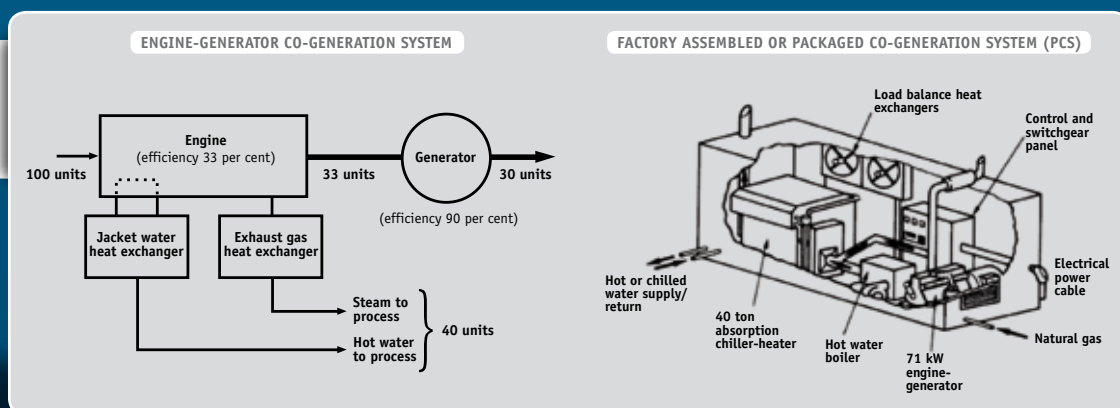 ENGINE-GENERATOR CO-GENERATION SYSTEM
Engine
(efficiency 33 per cent)
100 units
33 units
Generator
30 units
(efficiency 90 per cent)
Jacket water
heat exchanger
Exhaust gas
heat exchanger
Steam to
process
Hot water
to process
40 units
FACTORY ASSEMBLED OR PACKAGED CO-GENERATION SYSTEM (PCS)
Load balance heat
exchangers
Control and
switchgear
panel
Hot or chilled
water supply/
return
40 ton
absorption
chiller-heater
Hot water
boiler
71 kW
engine-
generator
Electrical
power
cable
Natural gas